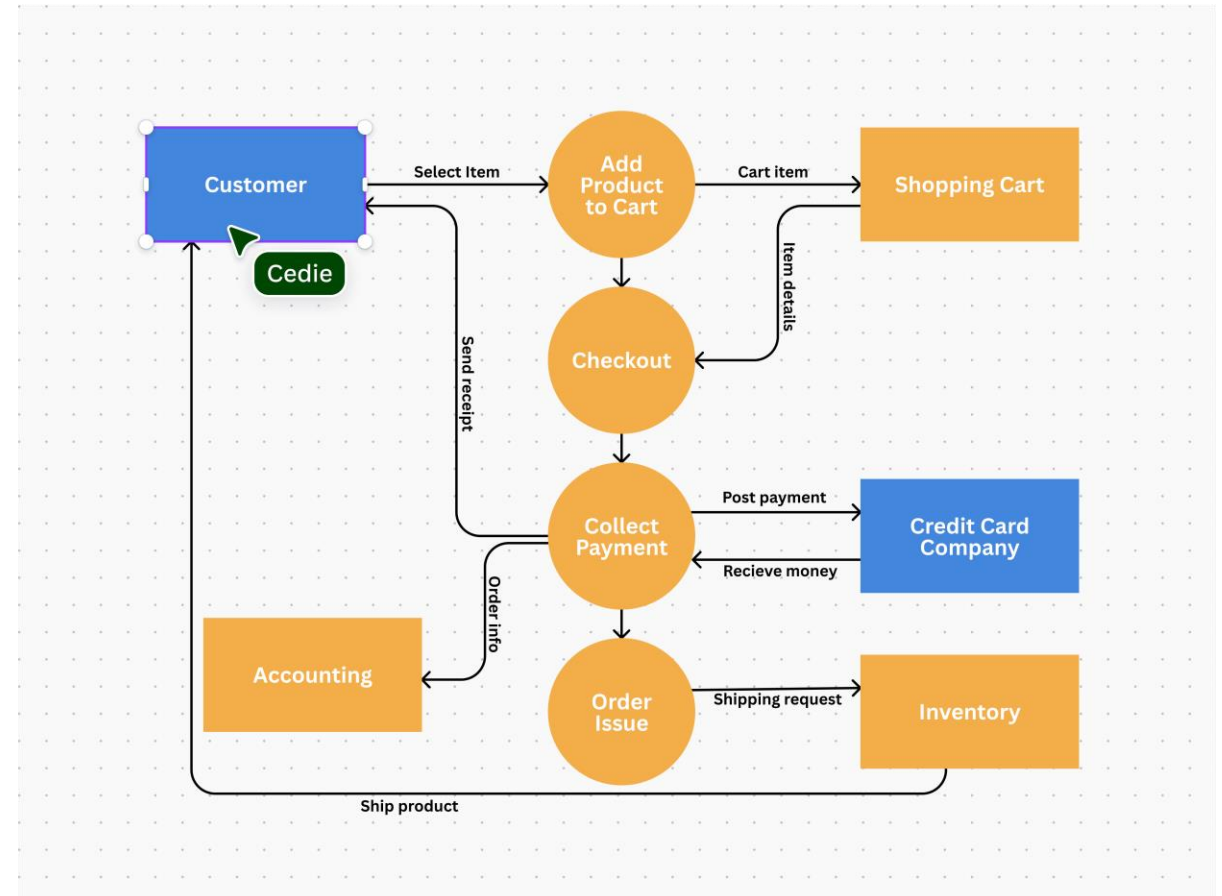 Customer
Select Item
Add
Product
to Cart
Cart item
Shopping Cart
Cedie
Item details
Checkout
Send receipt
Post payment
Collect
Payment
Credit Card
Company
Recieve money
Order info
Accounting
Order
Issue
Shipping request
Inventory
Ship product